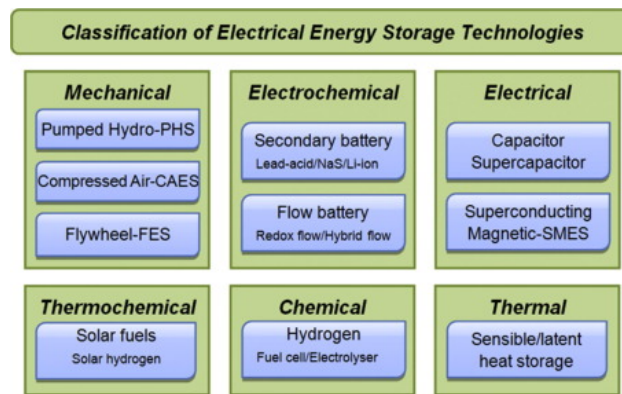 Classification of Electrical Energy Storage Technologies
Mechanical
Pumped Hydro-PHS
Compressed Air-CAES
Flywheel-FES
Electrochemical
Secondary battery
Lead-acid/NaS/Li-ion
Flow battery
Redox flow/Hybrid flow
Electrical
Capacitor
Supercapacitor
Superconducting
Magnetic-SMES
Thermochemical
Solar fuels
Solar hydrogen
Chemical
Hydrogen
Fuel cell/Electrolyser
Thermal
Sensible/latent
heat storage